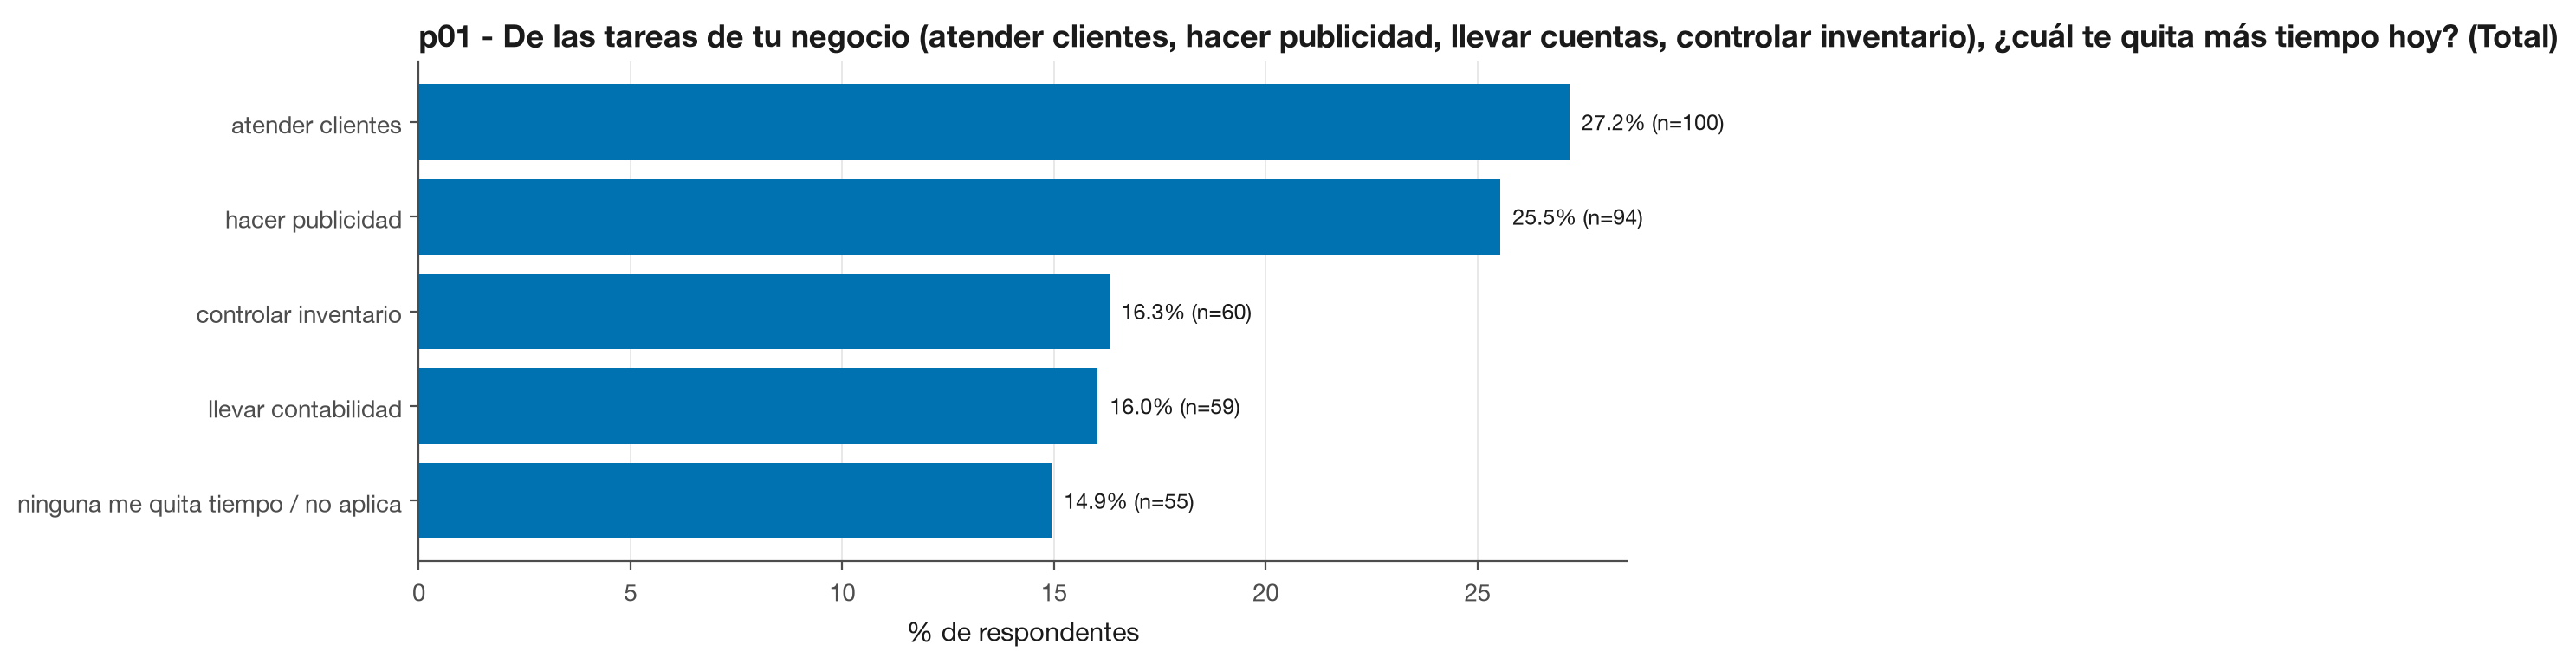 p01 - De las tareas de tu negocio (atender clientes, hacer publicidad, llevar cuentas, controlar inventario), ¿cuál te quita más tiempo hoy? (Total)
atender clientes
27.2% (n=100)
hacer publicidad
25.5% (n=94)
controlar inventario
16.3% (n=60)
llevar contabilidad
16.0% (n=59)
ninguna me quita tiempo / no aplica
14.9% (n=55)
0 5 10 15 20 25
% de respondentes